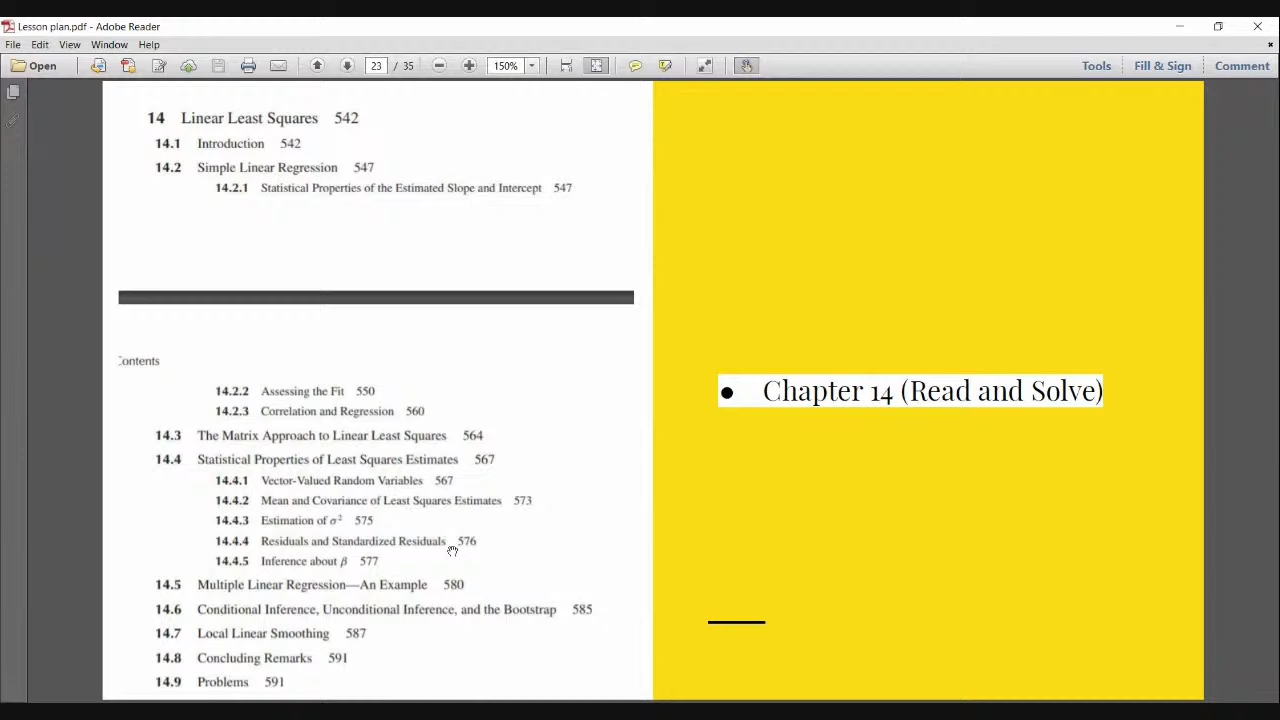 Lesson plan.pdf - Adobe Reader
File Edit View Window Help
Open 23 / 35 150% Tools Fill & Sign Comment
14 Linear Least Squares 542
14.1 Introduction 542
14.2 Simple Linear Regression 547
14.2.1 Statistical Properties of the Estimated Slope and Intercept 547
Contents
14.2.2 Assessing the Fit 550
14.2.3 Correlation and Regression 560
14.3 The Matrix Approach to Linear Least Squares 564
14.4 Statistical Properties of Least Squares Estimates 567
14.4.1 Vector-Valued Random Variables 567
14.4.2 Mean and Covariance of Least Squares Estimates 573
14.4.3 Estimation of σ² 575
14.4.4 Residuals and Standardized Residuals 576
14.4.5 Inference about β 577
14.5 Multiple Linear Regression—An Example 580
14.6 Conditional Inference, Unconditional Inference, and the Bootstrap 585
14.7 Local Linear Smoothing 587
14.8 Concluding Remarks 591
14.9 Problems 591
● Chapter 14 (Read and Solve)